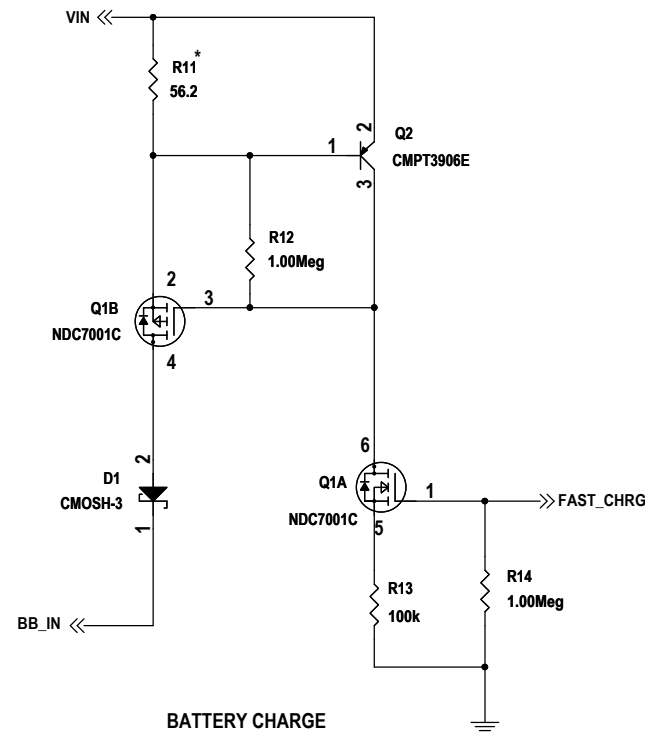 VIN
R11*
56.2
2
1
Q2
CMPT3906E
3
R12
1.00Meg
2
Q1B
3
NDC7001C
4
6
2
D1
Q1A
1
CMOSH-3
FAST_CHRG
NDC7001C
5
1
R13
100k
R14
1.00Meg
BB_IN
BATTERY CHARGE